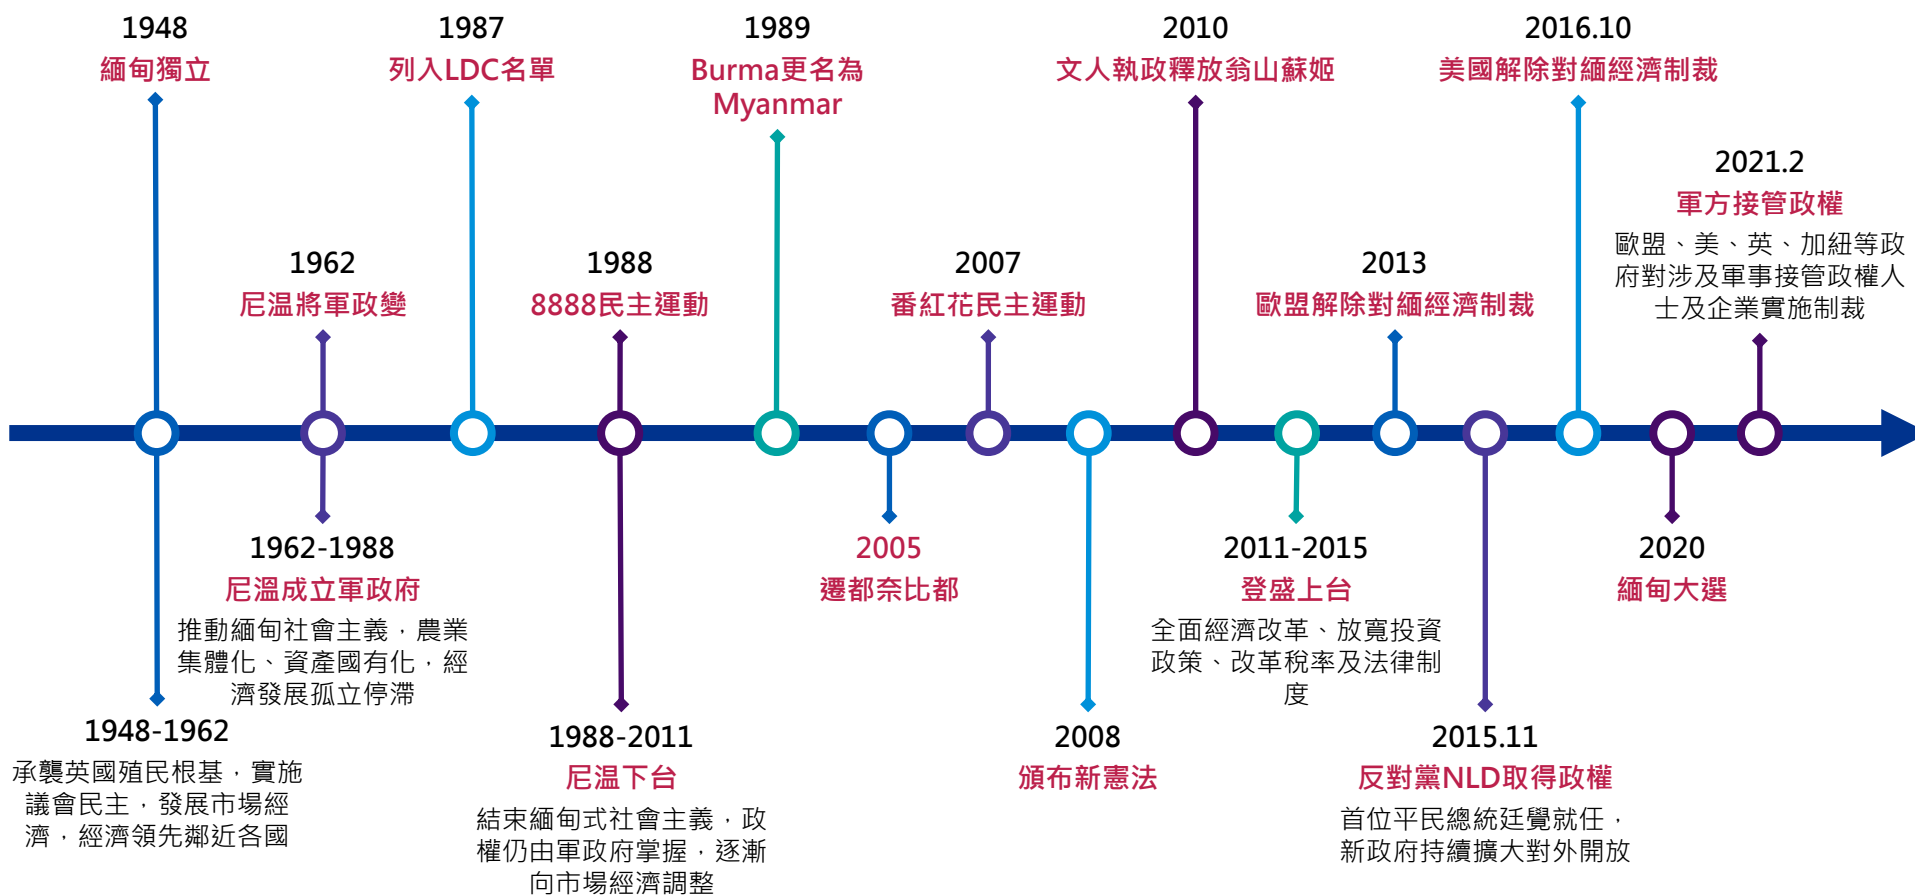 1948
緬甸獨立
1987
列入LDC名單
1989
Burma更名為
Myanmar
2010
文人執政釋放翁山蘇姬
2016.10
美國解除對緬經濟制裁
1962
尼温將軍政變
1988
8888民主運動
2007
番紅花民主運動
2013
歐盟解除對緬經濟制裁
2021.2
軍方接管政權
歐盟、美、英、加紐等政
府對涉及軍事接管政權人
士及企業實施制裁
1948-1962
承襲英國殖民根基，實施
議會民主，發展市場經
濟，經濟領先鄰近各國
1962-1988
尼溫成立軍政府
推動緬甸社會主義，農業
集體化、資產國有化，經
濟發展孤立停滯
1988-2011
尼温下台
結束緬甸式社會主義，政
權仍由軍政府掌握，逐漸
向市場經濟調整
2005
遷都奈比都
2008
頒布新憲法
2011-2015
登盛上台
全面經濟改革、放寬投資
政策、改革稅率及法律制
度
2015.11
反對黨NLD取得政權
首位平民總統廷覺就任，
新政府持續擴大對外開放
2020
緬甸大選